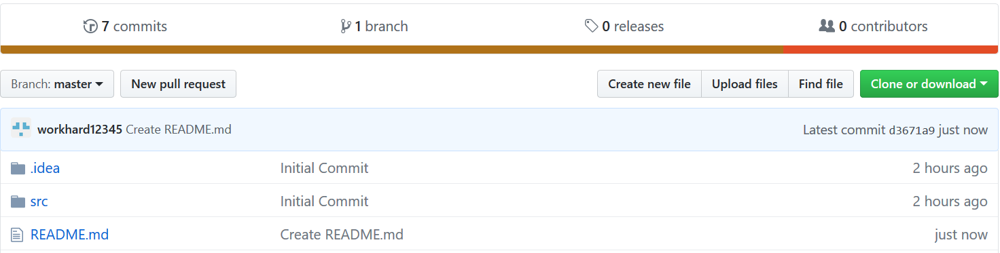 7 commits 1 branch 0 releases 0 contributors
Branch: master New pull request Create new file Upload files Find file Clone or download
workhard12345 Create README.md Latest commit d3671a9 just now
.idea Initial Commit 2 hours ago
src Initial Commit 2 hours ago
README.md Create README.md just now